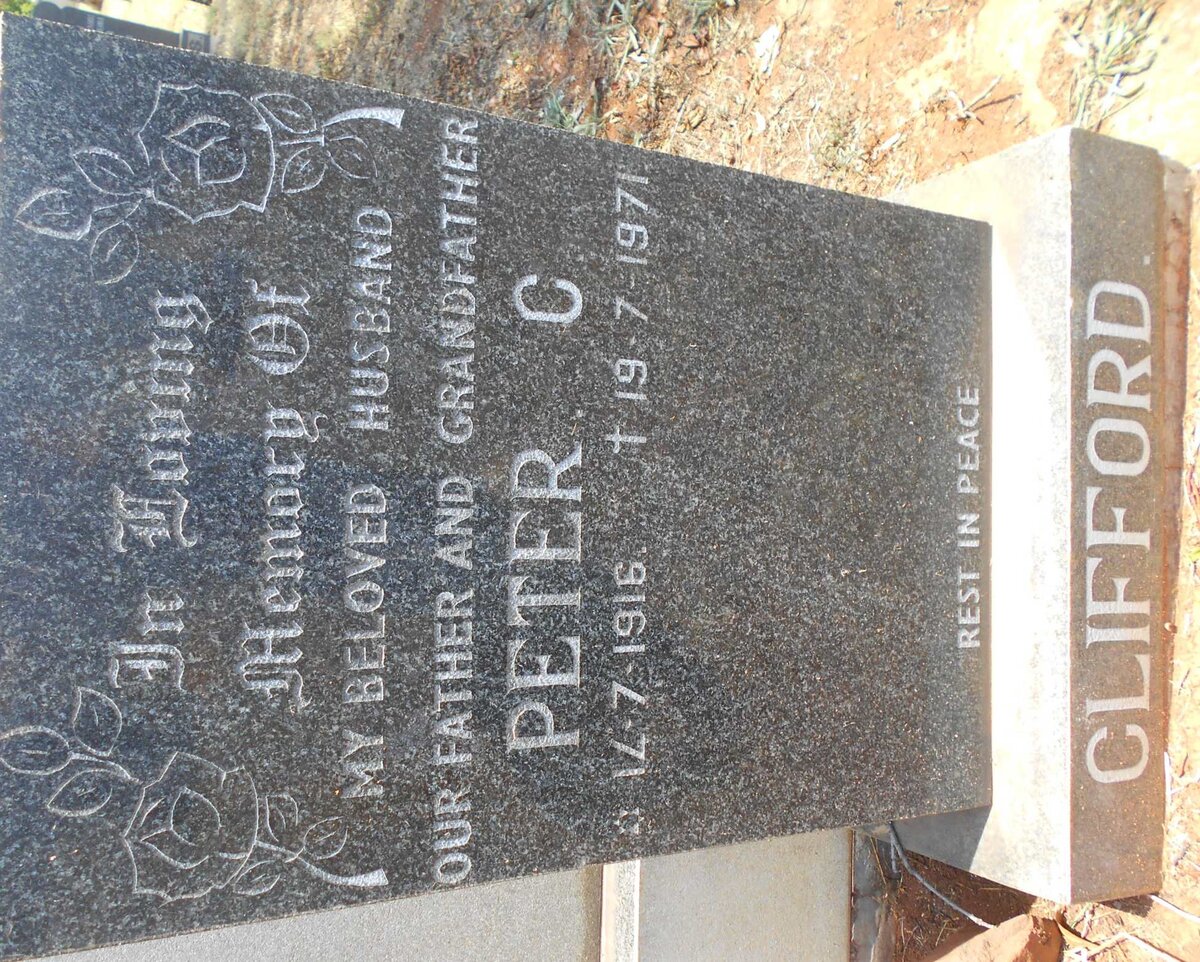 In Loving
Memory Of
MY BELOVED HUSBAND
OUR FATHER AND GRANDFATHER
PETER. C
✩ 14-7-1916. ✝ 19-7-1971
REST IN PEACE
CLIFFORD.